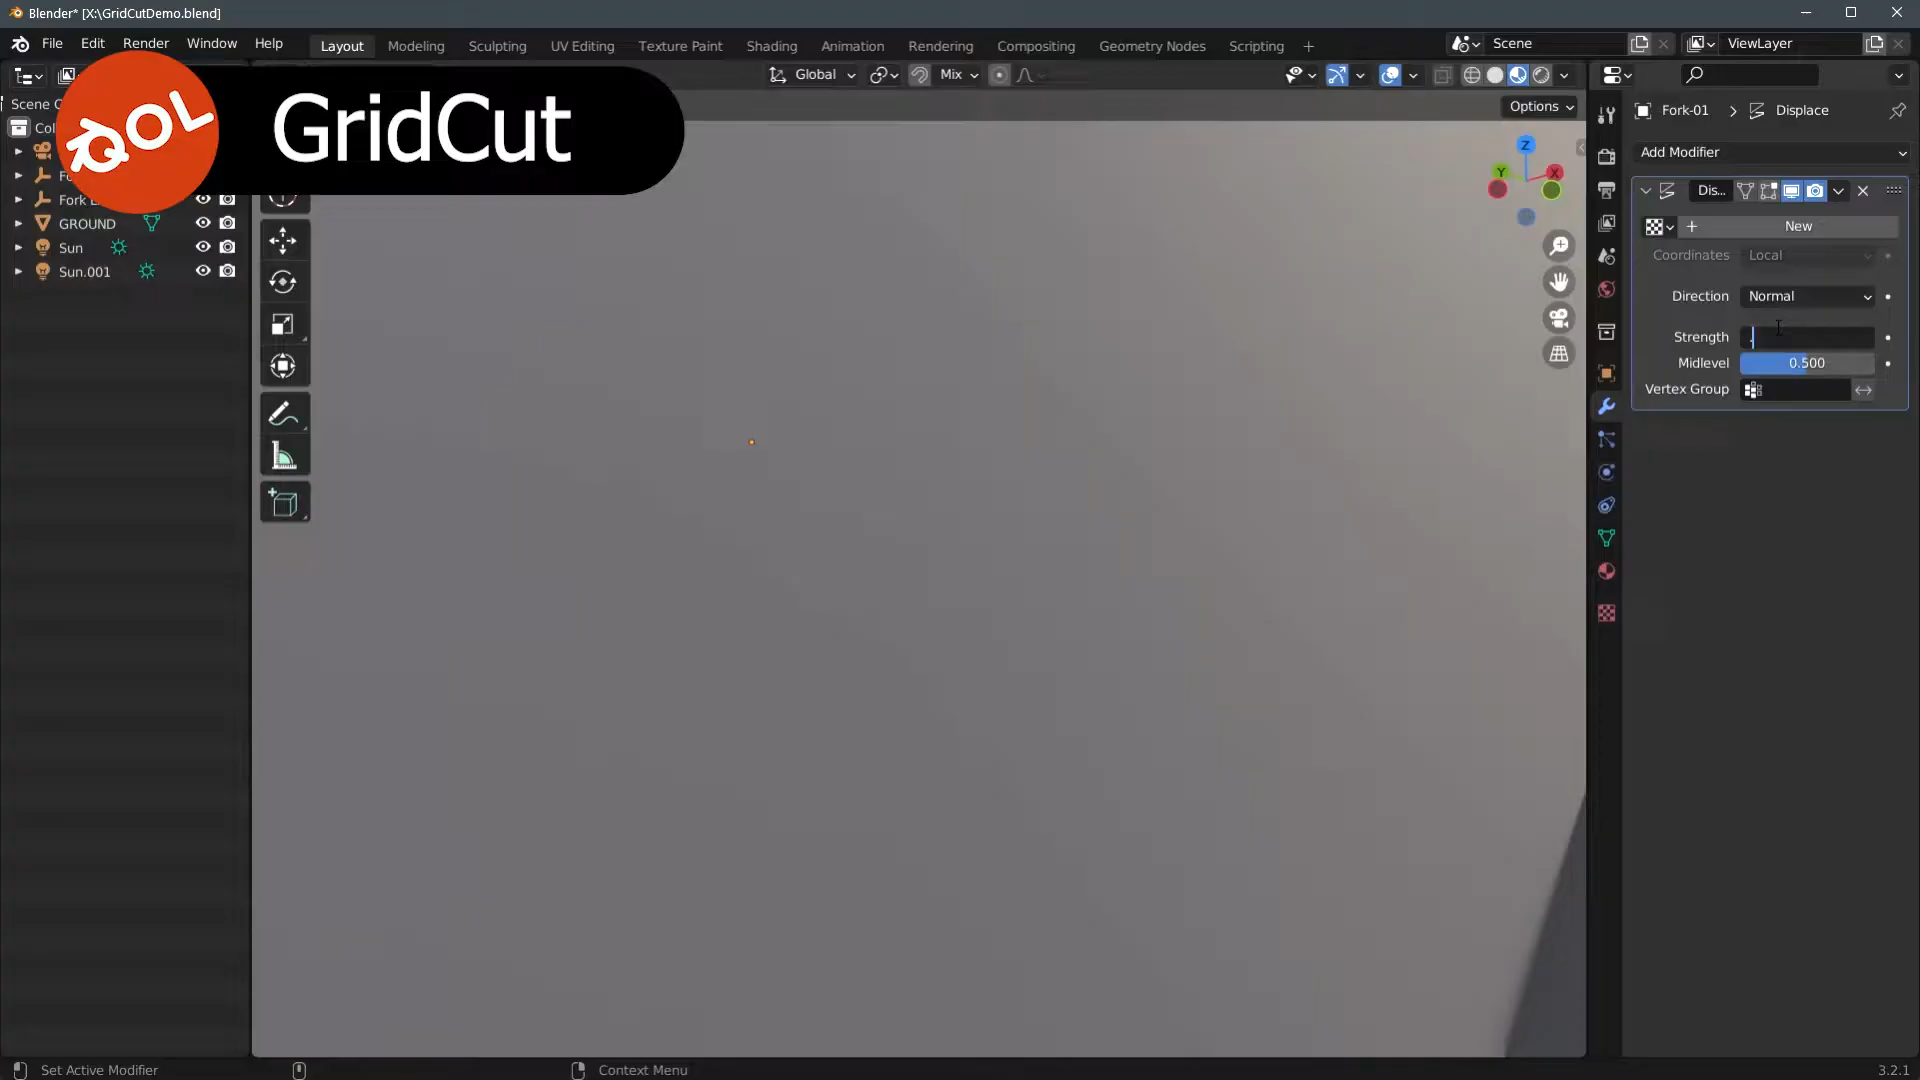 Blender* [X:\GridCutDemo.blend]
File Edit Render Window Help
Layout Modeling Sculpting UV Editing Texture Paint Shading Animation Rendering Compositing Geometry Nodes Scripting +
Scene
ViewLayer
Global
Mix
QOL
GridCut
Options
Scene C
Col
Fo
Fork
GROUND
Sun
Sun.001
Z
Y
X
Fork-01 > Displace
Add Modifier
Dis...
+ New
Coordinates Local
Direction Normal
Strength
Midlevel 0.500
Vertex Group
Set Active Modifier
Context Menu
3.2.1